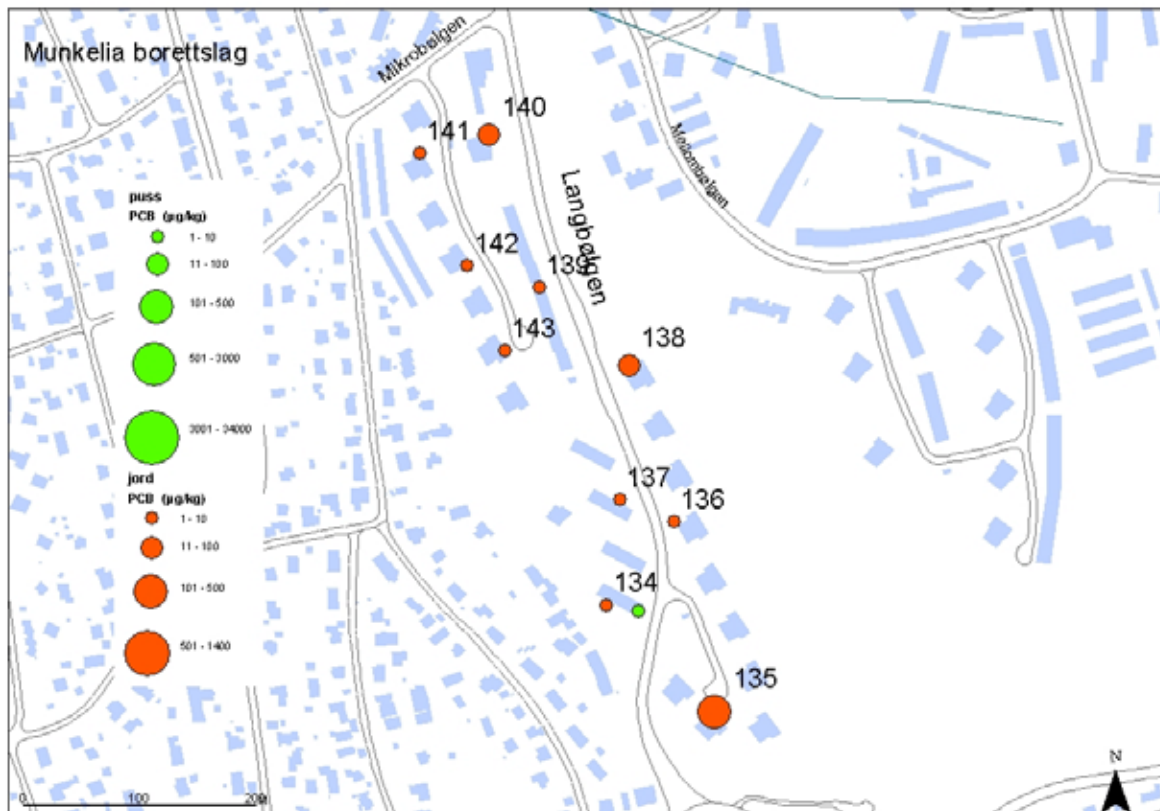 Munkelia borettslag
Mikrobølgen
140
141
Mellombølgen
Langbølgen
puss
PCB (µg/kg)
1 - 10
11 - 100
101 - 500
501 - 3000
3001 - 34000
jord
PCB (µg/kg)
1 - 10
11 - 100
101 - 500
501 - 1400
142
139
143
138
137
136
134
135
N
0 100 200